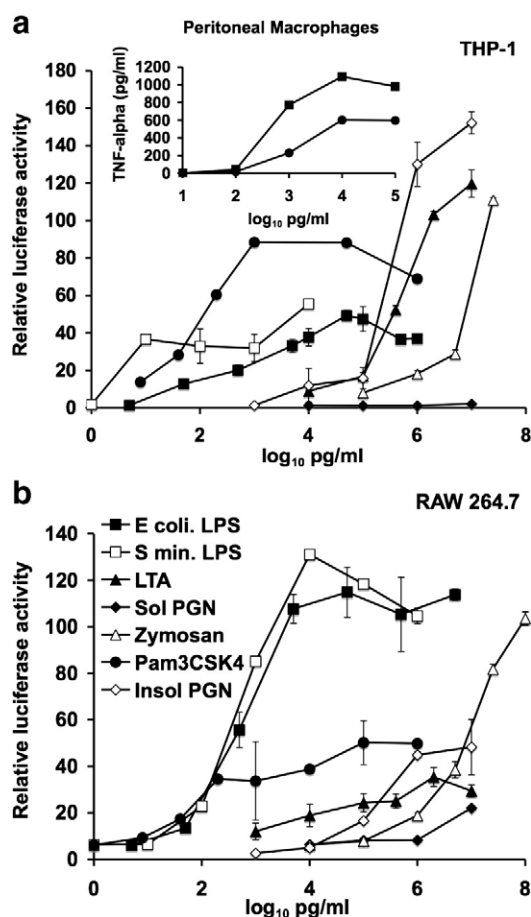 a
Peritoneal Macrophages
THP-1
TNF-alpha (pg/ml)
1200
1000
800
600
400
200
0
1 2 3 4 5
log10 pg/ml
Relative luciferase activity
180
160
140
120
100
80
60
40
20
0
0 2 4 6 8
log10 pg/ml
b
RAW 264.7
E coli. LPS
S min. LPS
LTA
Sol PGN
Zymosan
Pam3CSK4
Insol PGN
Relative luciferase activity
140
120
100
80
60
40
20
0
0 2 4 6 8
log10 pg/ml